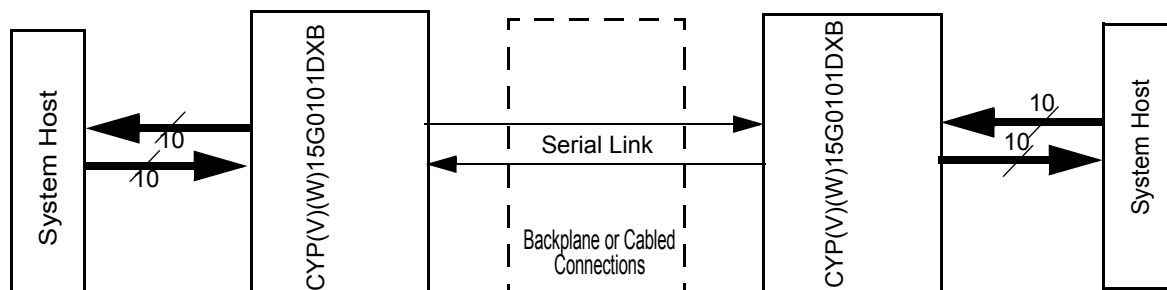 System Host
10
10
CYP(V)(W)15G0101DXB
Serial Link
Backplane or Cabled
Connections
CYP(V)(W)15G0101DXB
10
10
System Host